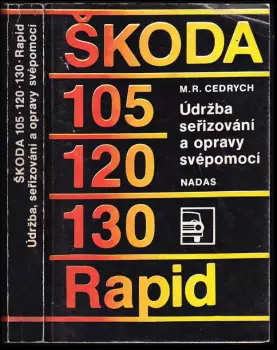 ŠKODA 105 · 120 · 130 · Rapid
Údržba, seřizování a opravy svépomocí
ŠKODA
105
M.R. CEDRYCH
Údržba
seřizování
a opravy
svépomocí
NADAS
120
130
Rapid